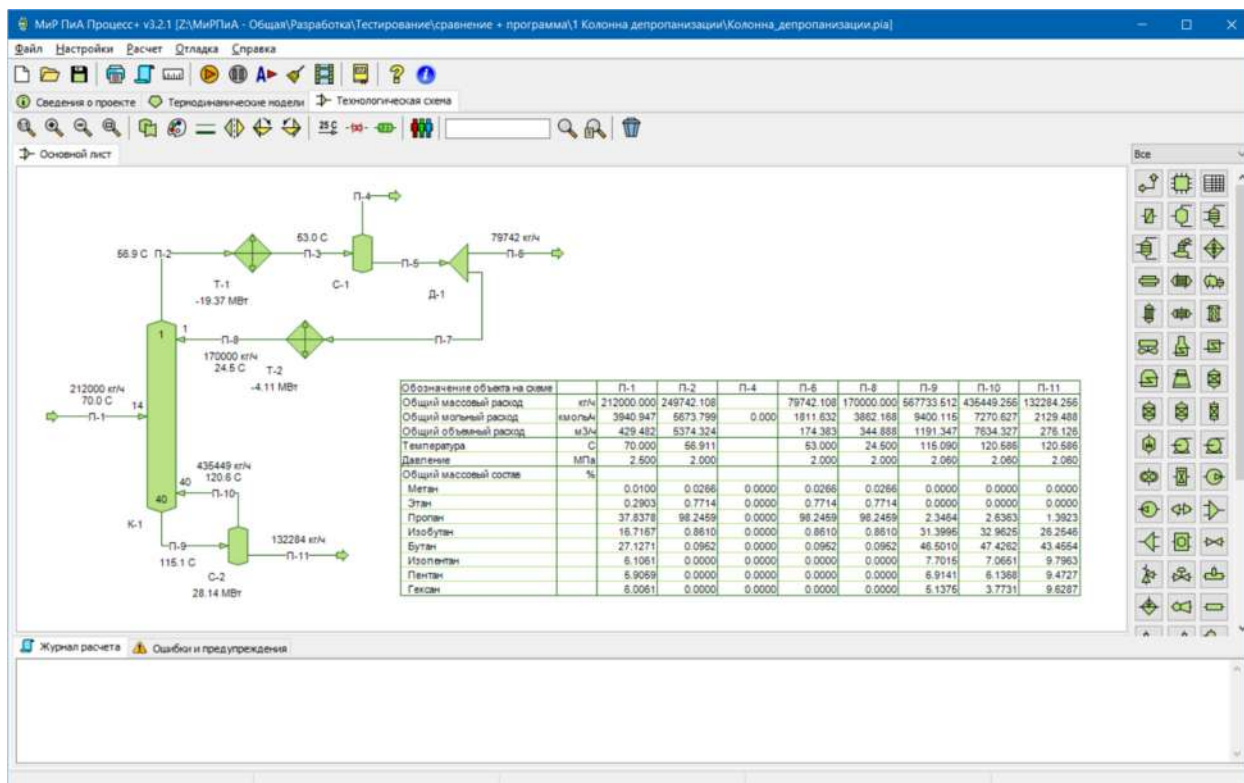 МиР ПиА Процесс+ v3.2.1 [Z:\МиРПиА - Общая\Разработка\Тестирование\сравнение + программа\1 Колонна депропанизации\Колонна_депропанизации.pia]
Файл Настройки Расчет Отладка Справка
Сведения о проекте Термодинамические модели Технологическая схема
25 C
Основной лист
Все
П-4
53.0 C
79742 кг/ч
56.9 C П-2
П-3
П-6
П-5
Т-1
С-1
Д-1
-19.37 МВт
1
1
П-8
П-7
170000 кг/ч
24.5 C
Т-2
-4.11 МВт
212000 кг/ч
70.0 C
14
П-1
435449 кг/ч
120.6 C
40
П-10
40
К-1
132284 кг/ч
П-9
П-11
115.1 C
С-2
28.14 МВт
Обозначение объекта на схеме П-1 П-2 П-4 П-6 П-8 П-9 П-10 П-11
Общий массовый расход кг/ч 212000.000 249742.108 79742.108 170000.000 567733.512 435449.256 132284.256
Общий мольный расход кмоль/ч 3940.947 5673.799 0.000 1811.632 3862.168 9400.115 7270.627 2129.488
Общий объемный расход м3/ч 429.482 5374.324 174.383 344.888 1191.347 7634.327 276.126
Температура C 70.000 56.911 53.000 24.500 115.090 120.586 120.586
Давление МПа 2.500 2.000 2.000 2.000 2.060 2.060 2.060
Общий массовый состав %
Метан 0.0100 0.0266 0.0000 0.0266 0.0266 0.0000 0.0000 0.0000
Этан 0.2903 0.7714 0.0000 0.7714 0.7714 0.0000 0.0000 0.0000
Пропан 37.8378 98.2459 0.0000 98.2459 98.2459 2.3464 2.6363 1.3923
Изобутан 16.7167 0.8610 0.0000 0.8610 0.8610 31.3995 32.9625 26.2546
Бутан 27.1271 0.0952 0.0000 0.0952 0.0952 46.5010 47.4262 43.4554
Изопентан 6.1061 0.0000 0.0000 0.0000 0.0000 7.7015 7.0651 9.7963
Пентан 5.9059 0.0000 0.0000 0.0000 0.0000 6.9141 6.1368 9.4727
Гексан 6.0061 0.0000 0.0000 0.0000 0.0000 5.1375 3.7731 9.6287
Журнал расчета Ошибки и предупреждения